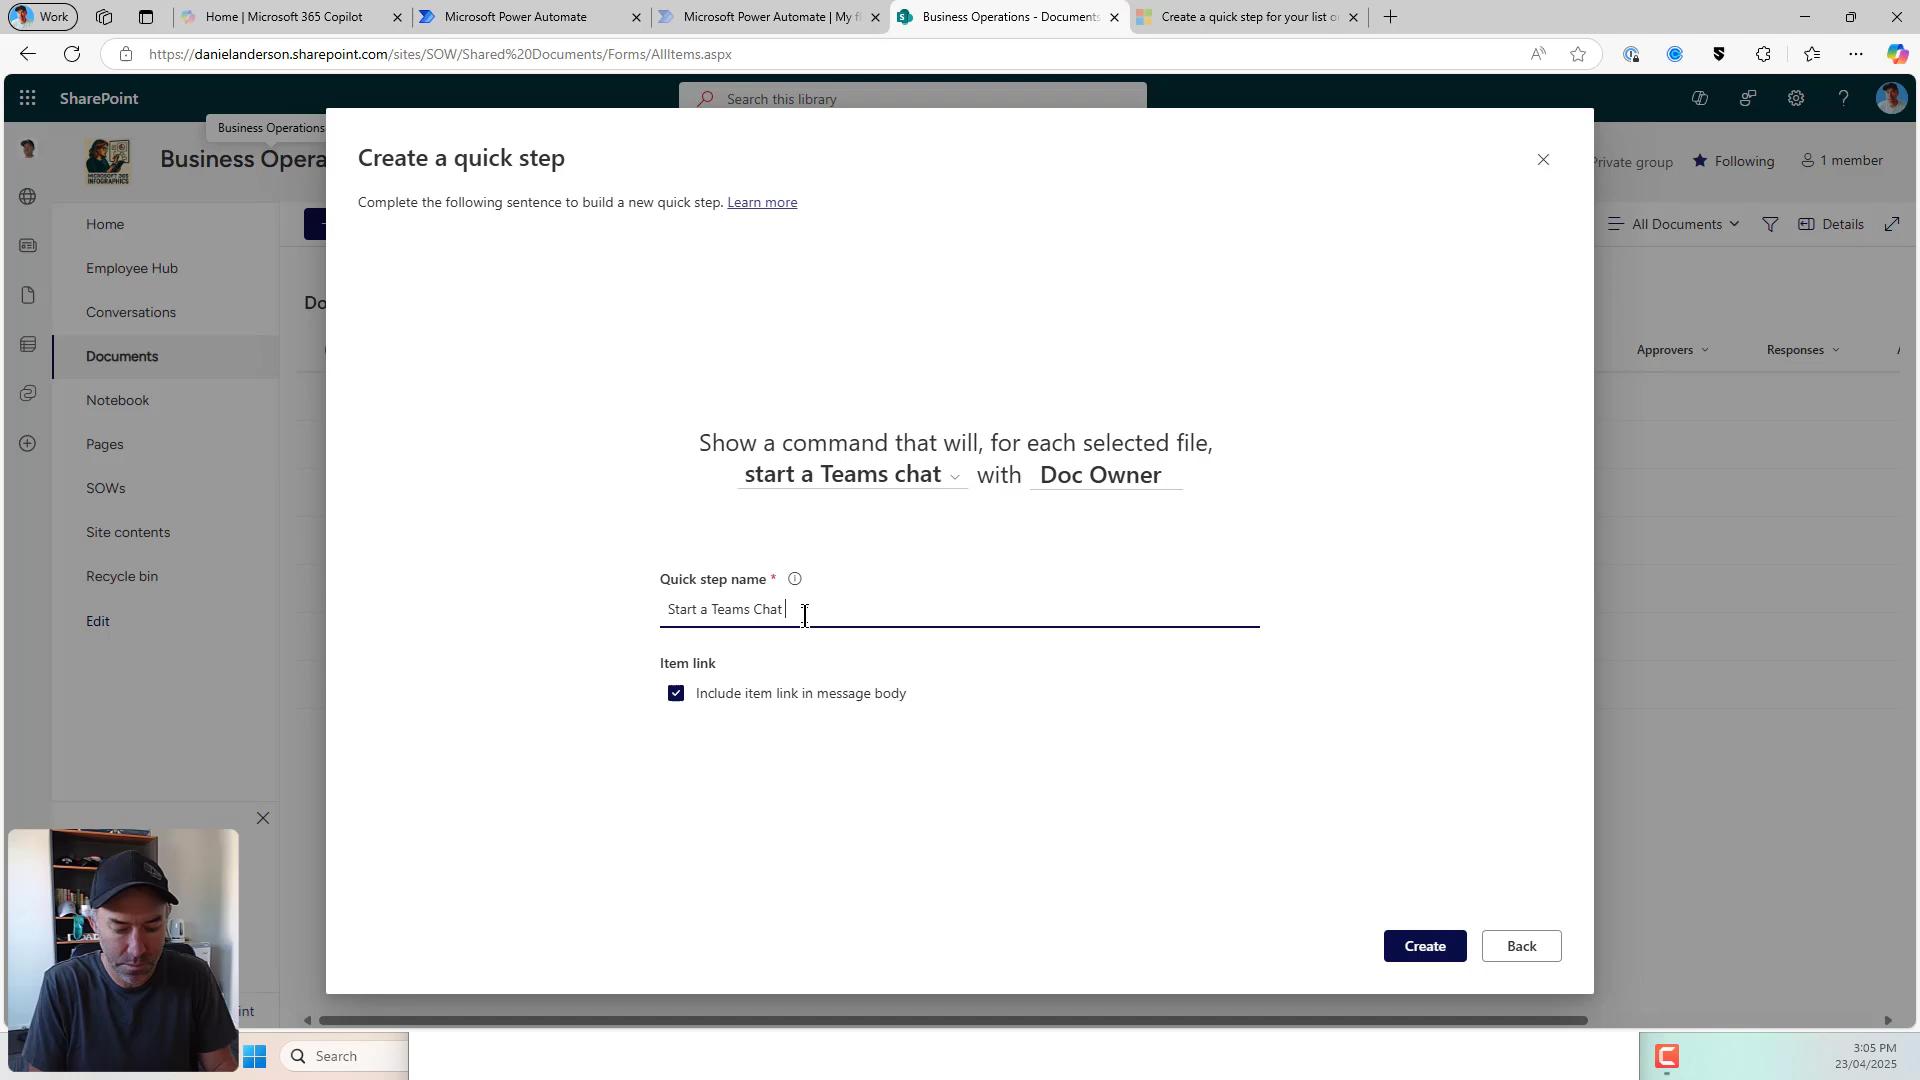 Work
Home | Microsoft 365 Copilot
Microsoft Power Automate
Microsoft Power Automate | My fl
Business Operations - Documents
Create a quick step for your list o
https://danielanderson.sharepoint.com/sites/SOW/Shared%20Documents/Forms/AllItems.aspx
SharePoint
Search this library
Business Operations
MICROSOFT 365
INFOGRAPHICS
Business Opera
Private group
Following
1 member
Create a quick step
Complete the following sentence to build a new quick step. Learn more
Home
Employee Hub
Conversations
Documents
Notebook
Pages
SOWs
Site contents
Recycle bin
Edit
All Documents
Details
Do
Approvers
Responses
Show a command that will, for each selected file,
start a Teams chat with Doc Owner
Quick step name *
Start a Teams Chat
Item link
Include item link in message body
Create
Back
int
Search
3:05 PM
23/04/2025